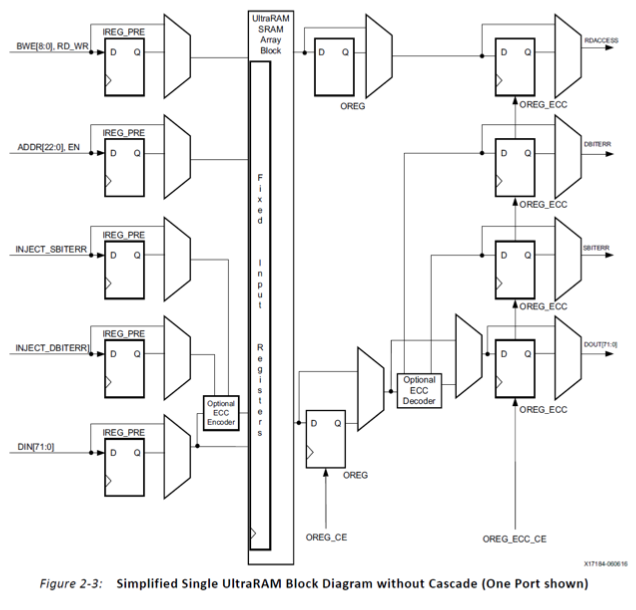 UltraRAM
SRAM
Array
Block
BWE[8:0], RD_WR
IREG_PRE
D Q
D Q
OREG
D Q
OREG_ECC
RDACCESS
ADDR[22:0], EN
IREG_PRE
D Q
D Q
OREG_ECC
DBITERR
INJECT_SBITERR
IREG_PRE
D Q
D Q
OREG_ECC
SBITERR
INJECT_DBITERR]
IREG_PRE
D Q
D Q
OREG_ECC
DOUT[71:0]
DIN[71:0]
IREG_PRE
D Q
Optional
ECC
Encoder
Fixed
Input
Registers
Optional
ECC
Decoder
D Q
OREG
OREG_CE
OREG_ECC_CE
X17184-060616
Figure 2-3: Simplified Single UltraRAM Block Diagram without Cascade (One Port shown)